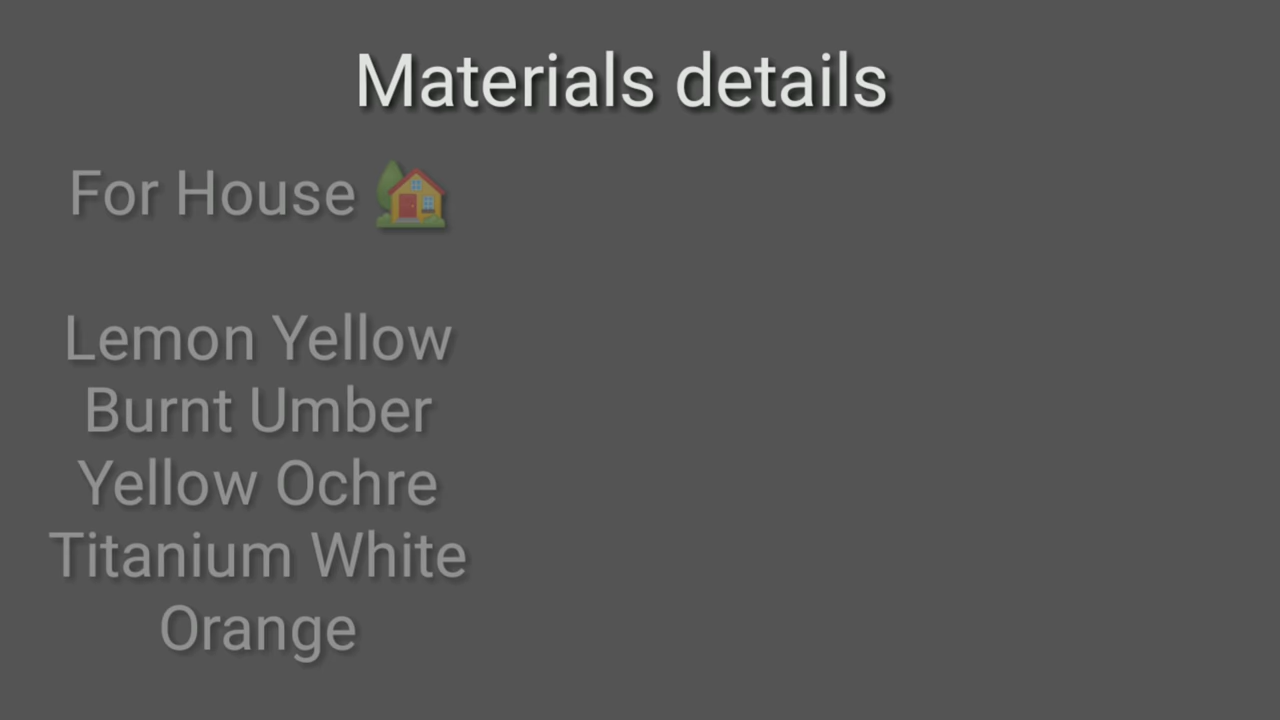 Materials details
For House 🏡
Lemon Yellow
Burnt Umber
Yellow Ochre
Titanium White
Orange